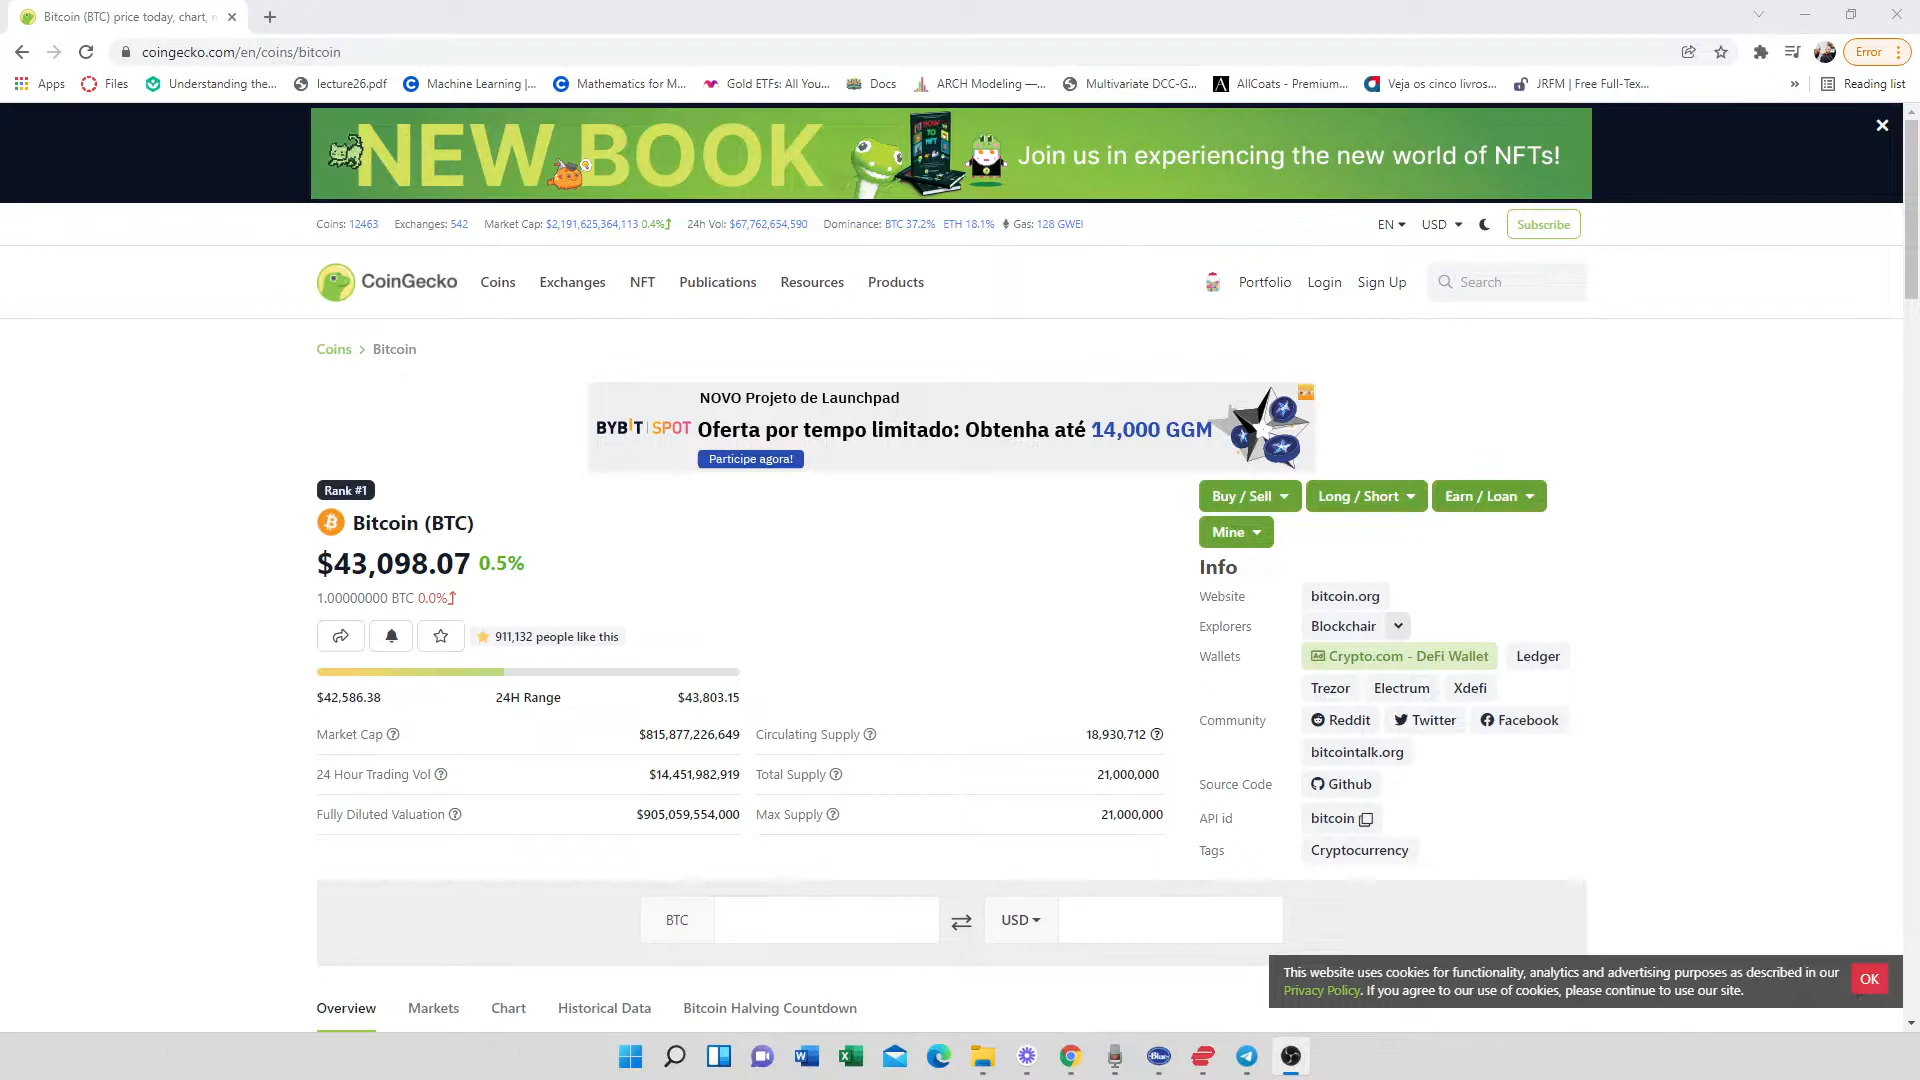 Bitcoin (BTC) price today, chart,
coingecko.com/en/coins/bitcoin
Error
Apps Files Understanding the... lecture26.pdf Machine Learning |... Mathematics for M... Gold ETFs: All You... Docs ARCH Modeling —... Multivariate DCC-G... AllCoats - Premium... Veja os cinco livros... JRFM | Free Full-Tex... » Reading list
NEW BOOK HOW TO NFT Join us in experiencing the new world of NFTs!
Coins: 12463 Exchanges: 542 Market Cap: $2,191,625,364,113 0.4% 24h Vol: $67,762,654,590 Dominance: BTC 37.2% ETH 18.1% Gas: 128 GWEI EN USD Subscribe
CoinGecko Coins Exchanges NFT Publications Resources Products Portfolio Login Sign Up Search
Coins > Bitcoin
NOVO Projeto de Launchpad
BYBIT | SPOT Oferta por tempo limitado: Obtenha até 14,000 GGM
Participe agora!
Rank #1
Bitcoin (BTC)
$43,098.07 0.5%
1.00000000 BTC 0.0%
911,132 people like this
$42,586.38 24H Range $43,803.15
Market Cap $815,877,226,649 Circulating Supply 18,930,712
24 Hour Trading Vol $14,451,982,919 Total Supply 21,000,000
Fully Diluted Valuation $905,059,554,000 Max Supply 21,000,000
Buy / Sell Long / Short Earn / Loan
Mine
Info
Website bitcoin.org
Explorers Blockchair
Wallets Ad Crypto.com - DeFi Wallet Ledger
Trezor Electrum Xdefi
Community Reddit Twitter Facebook
bitcointalk.org
Source Code Github
API id bitcoin
Tags Cryptocurrency
BTC USD
This website uses cookies for functionality, analytics and advertising purposes as described in our
Privacy Policy. If you agree to our use of cookies, please continue to use our site.
OK
Overview Markets Chart Historical Data Bitcoin Halving Countdown